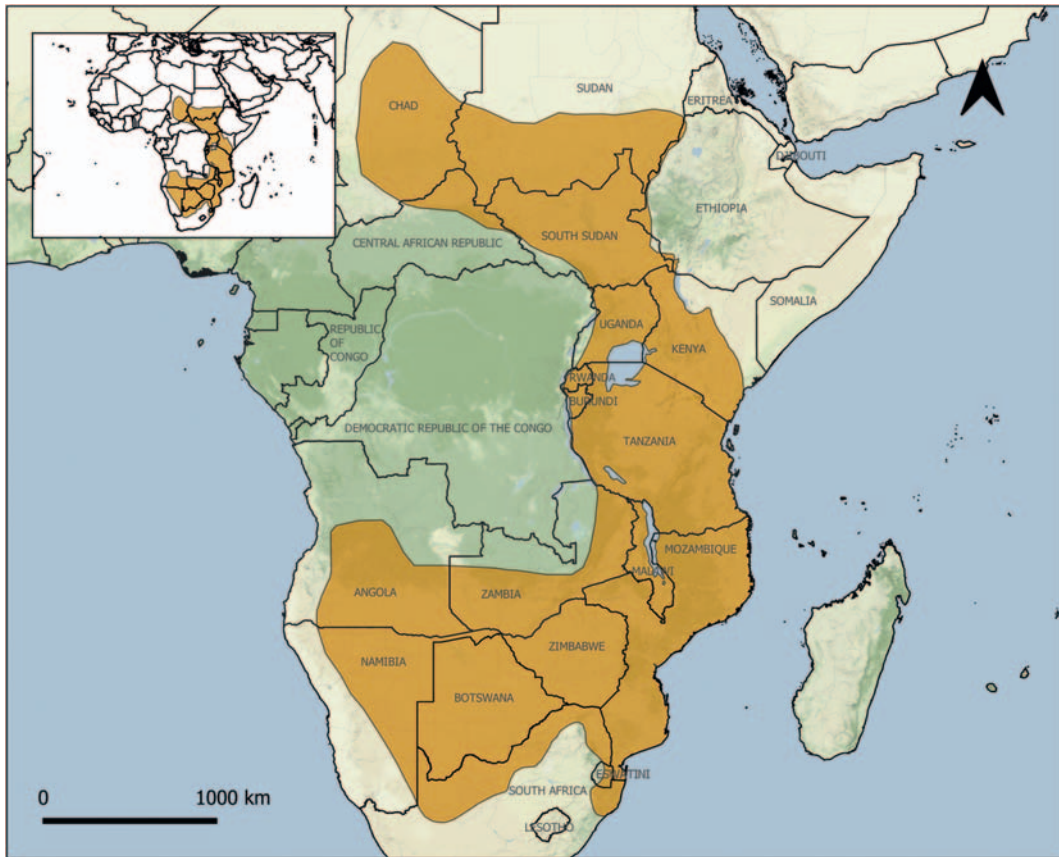 SUDAN
CHAD
ERITREA
DJIBOUTI
ETHIOPIA
SOUTH SUDAN
CENTRAL AFRICAN REPUBLIC
SOMALIA
UGANDA
REPUBLIC
OF
CONGO
KENYA
RWANDA
BURUNDI
DEMOCRATIC REPUBLIC OF THE CONGO
TANZANIA
MOZAMBIQUE
MALAWI
ANGOLA
ZAMBIA
ZIMBABWE
NAMIBIA
BOTSWANA
ESWATINI
SOUTH AFRICA
LESOTHO
0 1000 km